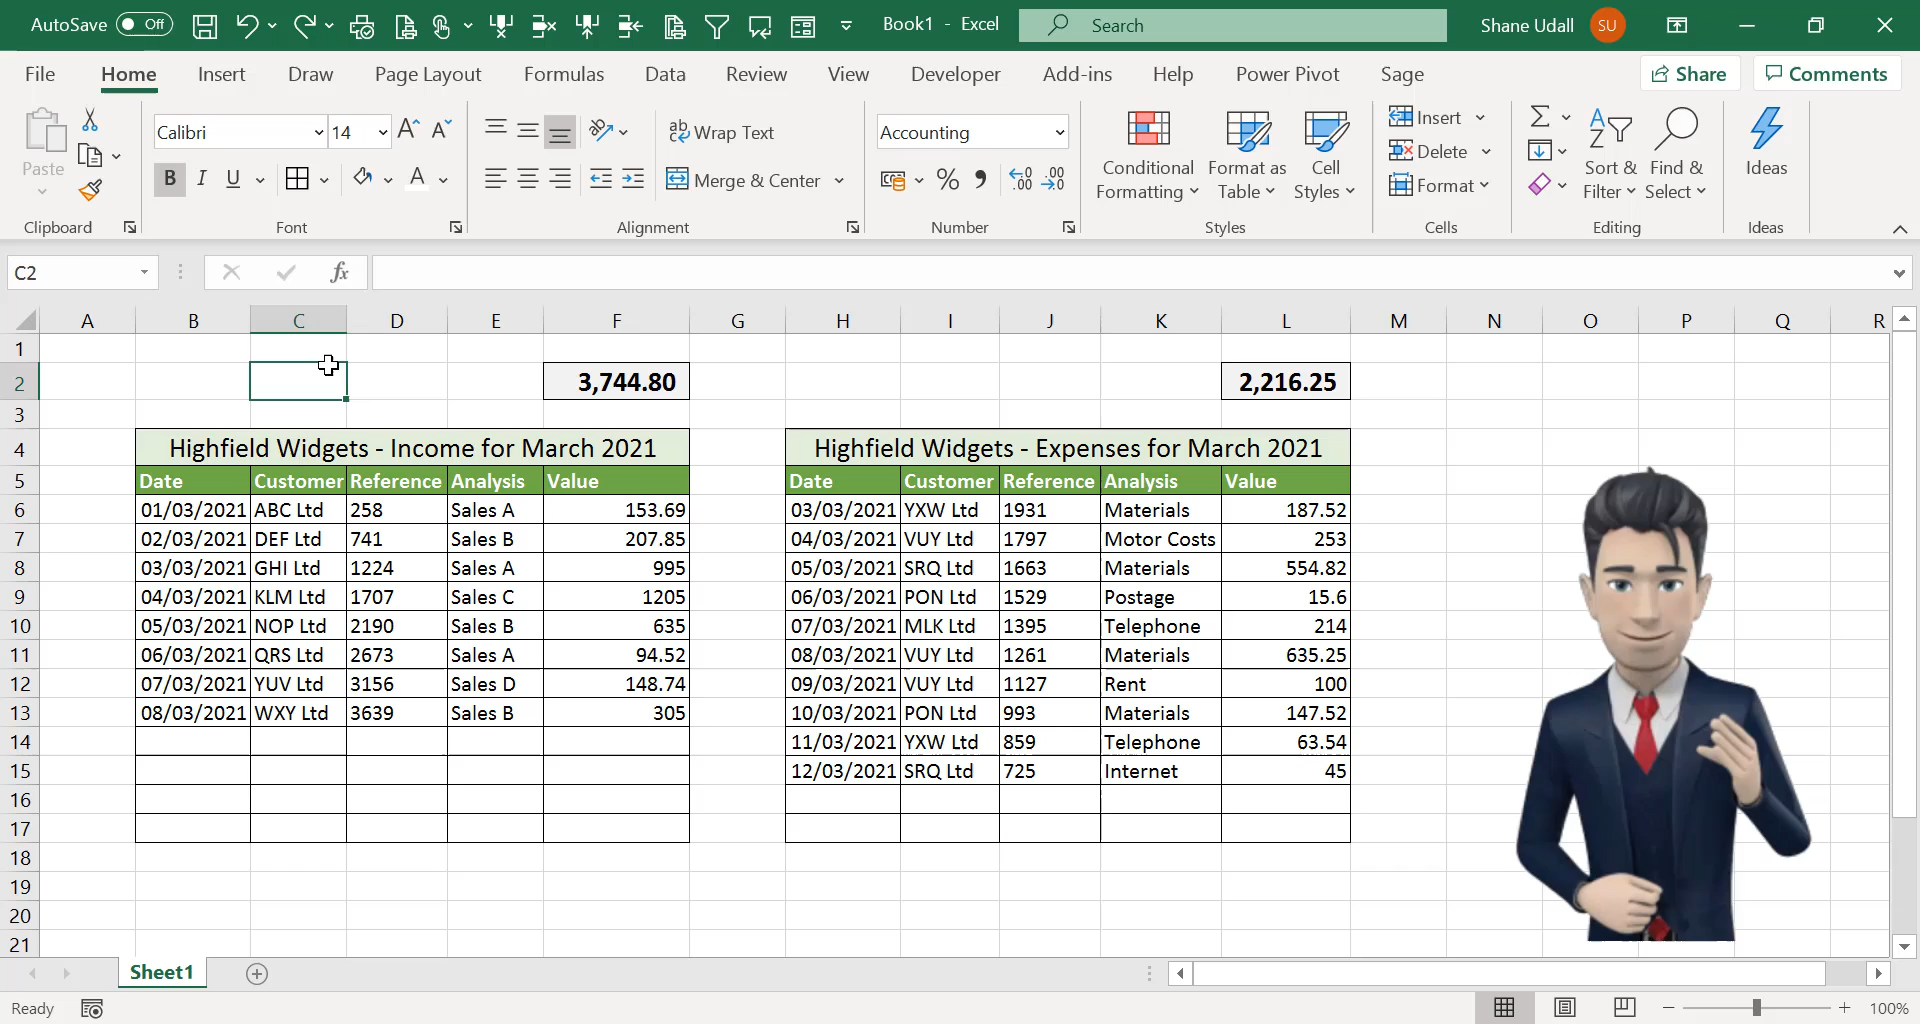 AutoSave Off Book1 - Excel Search Shane Udall SU
File Home Insert Draw Page Layout Formulas Data Review View Developer Add-ins Help Power Pivot Sage Share Comments
Calibri 14 ab Wrap Text Accounting Insert
Paste B I U A Merge & Center % Conditional Formatting Format as Table Cell Styles Delete Format Sort & Filter Find & Select Ideas
Clipboard Font Alignment Number Styles Cells Editing Ideas
C2 fx
A B C D E F G H I J K L M N O P Q R
1
2 3,744.80 2,216.25
3
4 Highfield Widgets - Income for March 2021 Highfield Widgets - Expenses for March 2021
5 Date Customer Reference Analysis Value Date Customer Reference Analysis Value
6 01/03/2021 ABC Ltd 258 Sales A 153.69 03/03/2021 YXW Ltd 1931 Materials 187.52
7 02/03/2021 DEF Ltd 741 Sales B 207.85 04/03/2021 VUY Ltd 1797 Motor Costs 253
8 03/03/2021 GHI Ltd 1224 Sales A 995 05/03/2021 SRQ Ltd 1663 Materials 554.82
9 04/03/2021 KLM Ltd 1707 Sales C 1205 06/03/2021 PON Ltd 1529 Postage 15.6
10 05/03/2021 NOP Ltd 2190 Sales B 635 07/03/2021 MLK Ltd 1395 Telephone 214
11 06/03/2021 QRS Ltd 2673 Sales A 94.52 08/03/2021 VUY Ltd 1261 Materials 635.25
12 07/03/2021 YUV Ltd 3156 Sales D 148.74 09/03/2021 VUY Ltd 1127 Rent 100
13 08/03/2021 WXY Ltd 3639 Sales B 305 10/03/2021 PON Ltd 993 Materials 147.52
14 11/03/2021 YXW Ltd 859 Telephone 63.54
15 12/03/2021 SRQ Ltd 725 Internet 45
16
17
18
19
20
21
Sheet1
Ready 100%